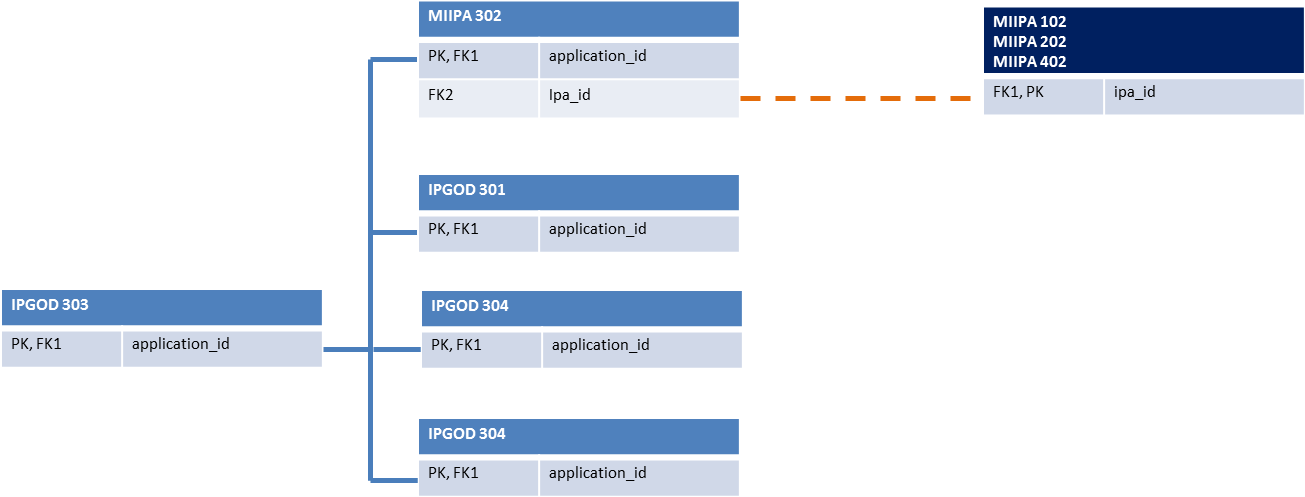 MIIPA 302
PK, FK1 application_id
FK2 Ipa_id
MIIPA 102
MIIPA 202
MIIPA 402
FK1, PK ipa_id
IPGOD 301
PK, FK1 application_id
IPGOD 303
PK, FK1 application_id
IPGOD 304
PK, FK1 application_id
IPGOD 304
PK, FK1 application_id